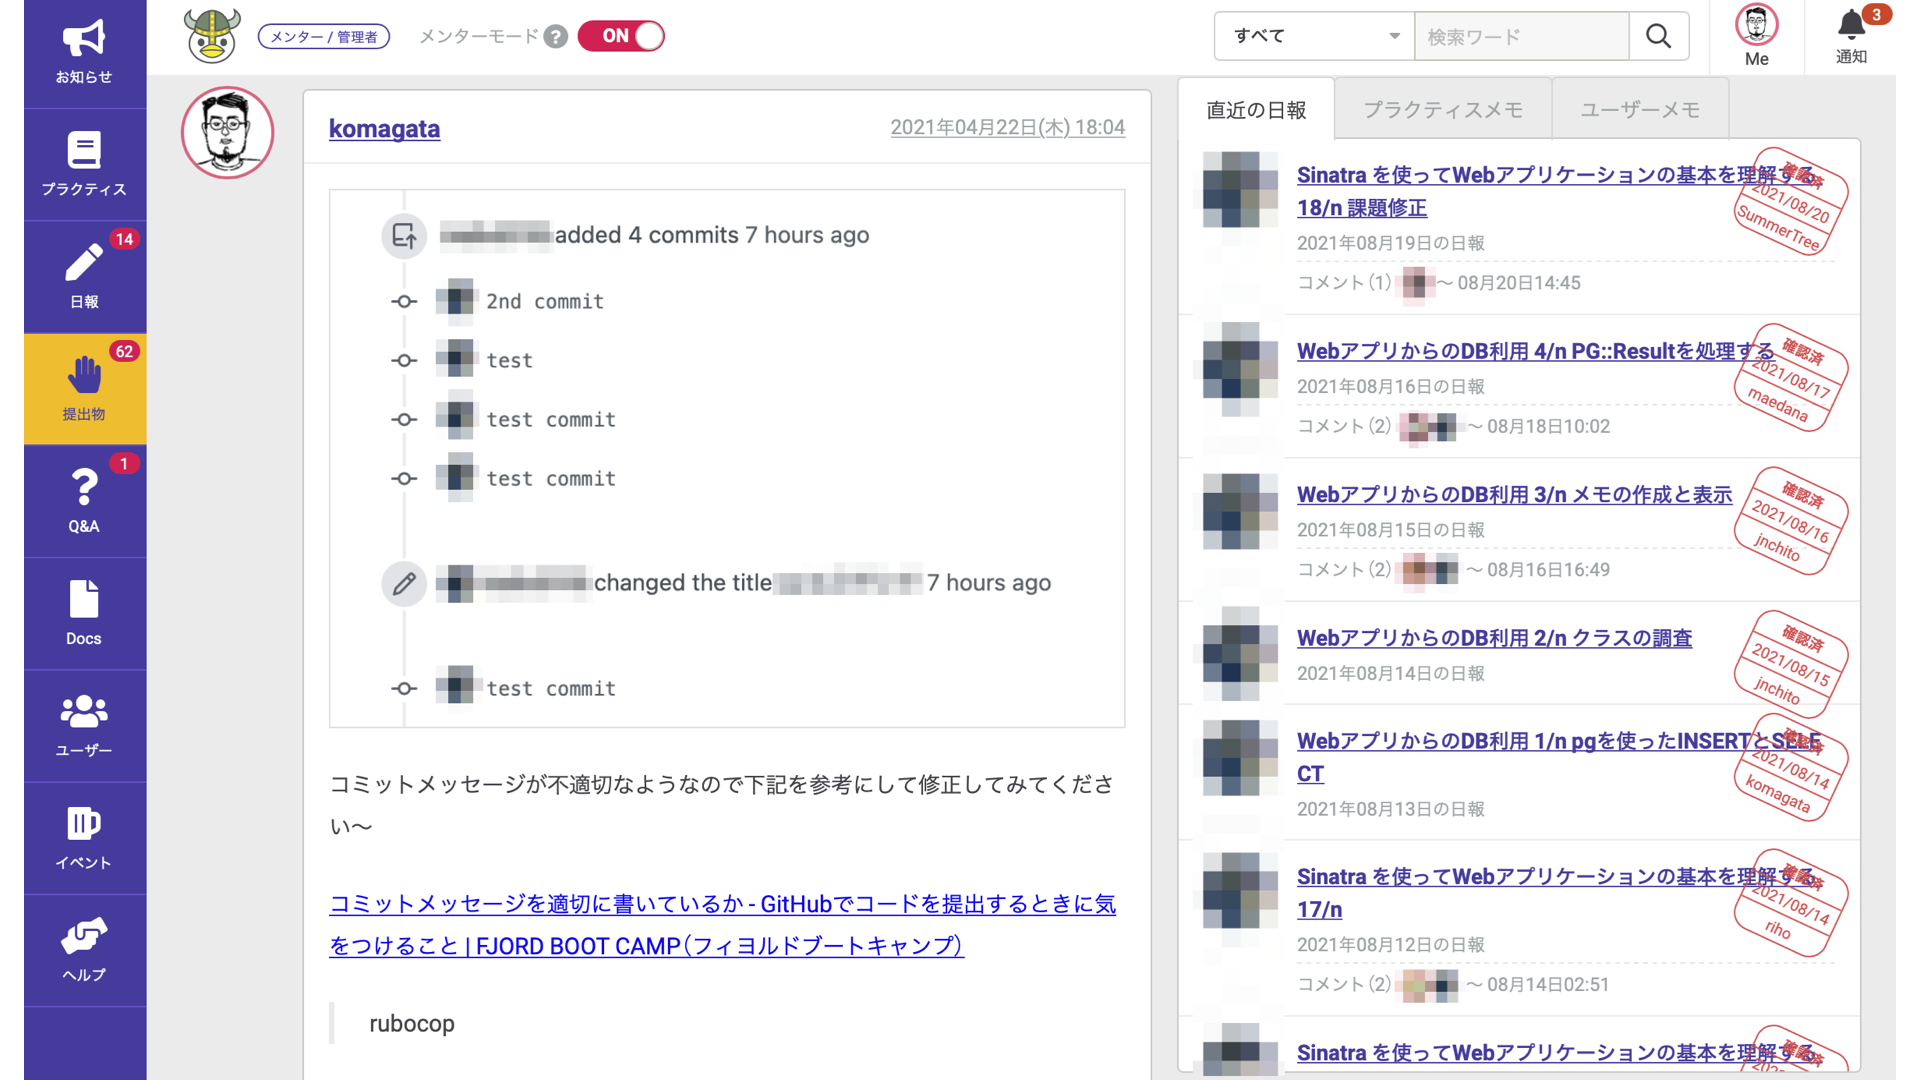 お知らせ
プラクティス
14
日報
62
提出物
1
Q&A
Docs
ユーザー
イベント
ヘルプ
メンター / 管理者
メンターモード ?
ON
すべて
検索ワード
Me
3
通知
komagata
2021年04月22日(木) 18:04
added 4 commits 7 hours ago
2nd commit
test
test commit
test commit
changed the title 7 hours ago
test commit
コミットメッセージが不適切なようなので下記を参考にして修正してみてくださ
い〜
コミットメッセージを適切に書いているか - GitHubでコードを提出するときに気
をつけること | FJORD BOOT CAMP（フィヨルドブートキャンプ）
rubocop
直近の日報
プラクティスメモ
ユーザーメモ
Sinatra を使ってWebアプリケーションの基本を理解する。
18/n 課題修正
2021年08月19日の日報
コメント（1） 〜 08月20日14:45
確認済
2021/08/20
SummerTree
WebアプリからのDB利用 4/n PG::Resultを処理する
2021年08月16日の日報
コメント（2） 〜 08月18日10:02
確認済
2021/08/17
maedana
WebアプリからのDB利用 3/n メモの作成と表示
2021年08月15日の日報
コメント（2） 〜 08月16日16:49
確認済
2021/08/16
jnchito
WebアプリからのDB利用 2/n クラスの調査
2021年08月14日の日報
確認済
2021/08/15
jnchito
WebアプリからのDB利用 1/n pgを使ったINSERTとSELE
CT
2021年08月13日の日報
確認済
2021/08/14
komagata
Sinatra を使ってWebアプリケーションの基本を理解する。
17/n
2021年08月12日の日報
コメント（2） 〜 08月14日02:51
確認済
2021/08/14
riho
Sinatra を使ってWebアプリケーションの基本を理解する。
確認済